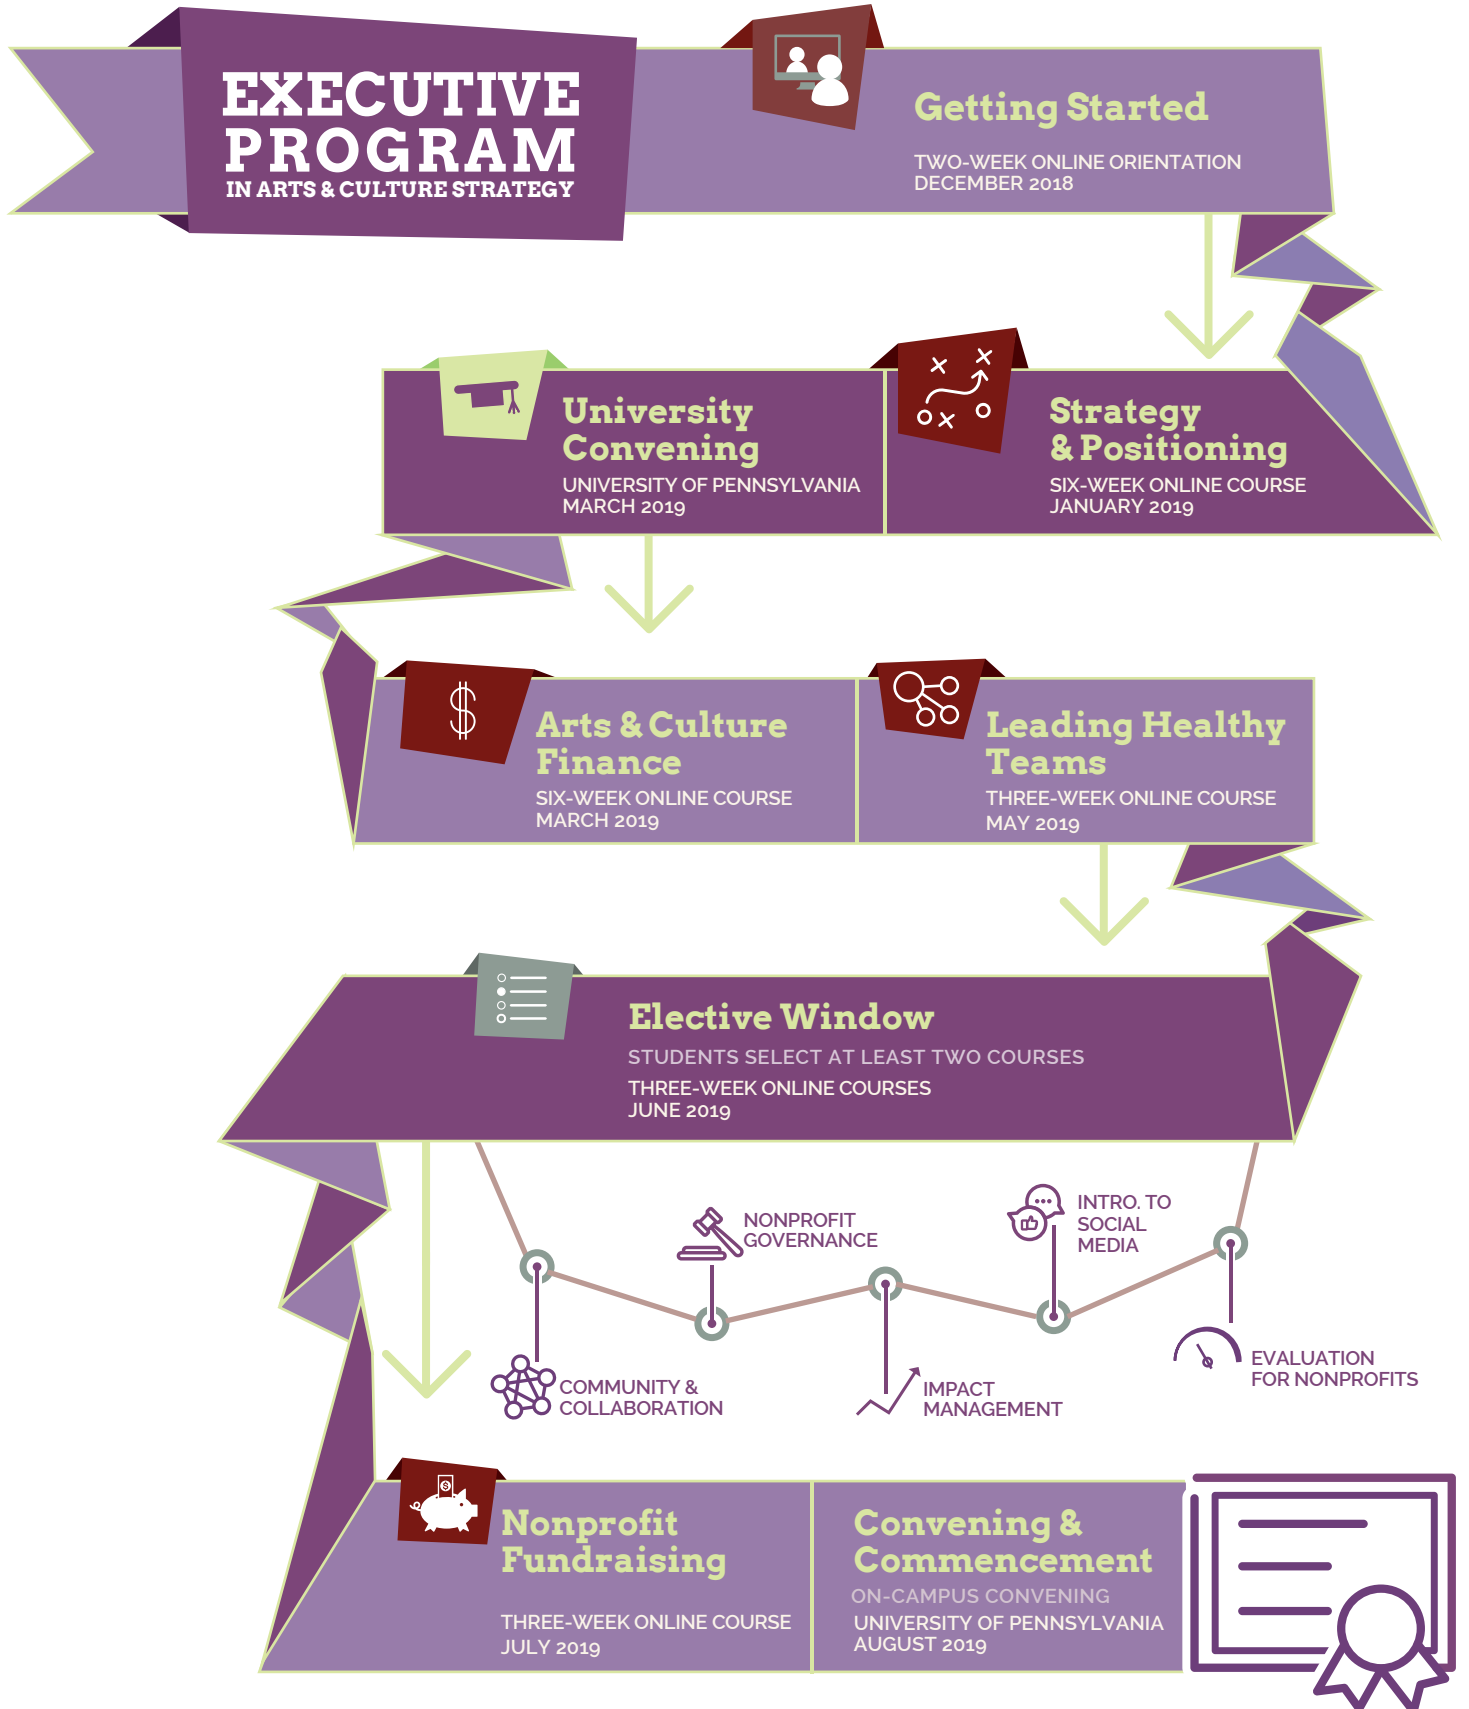 EXECUTIVE
PROGRAM
IN ARTS & CULTURE STRATEGY
Getting Started
TWO-WEEK ONLINE ORIENTATION
DECEMBER 2018
University
Convening
UNIVERSITY OF PENNSYLVANIA
MARCH 2019
Strategy
& Positioning
SIX-WEEK ONLINE COURSE
JANUARY 2019
Arts & Culture
Finance
SIX-WEEK ONLINE COURSE
MARCH 2019
Leading Healthy
Teams
THREE-WEEK ONLINE COURSE
MAY 2019
Elective Window
STUDENTS SELECT AT LEAST TWO COURSES
THREE-WEEK ONLINE COURSES
JUNE 2019
NONPROFIT
GOVERNANCE
INTRO. TO
SOCIAL
MEDIA
COMMUNITY &
COLLABORATION
IMPACT
MANAGEMENT
EVALUATION
FOR NONPROFITS
Nonprofit
Fundraising
THREE-WEEK ONLINE COURSE
JULY 2019
Convening &
Commencement
ON-CAMPUS CONVENING
UNIVERSITY OF PENNSYLVANIA
AUGUST 2019